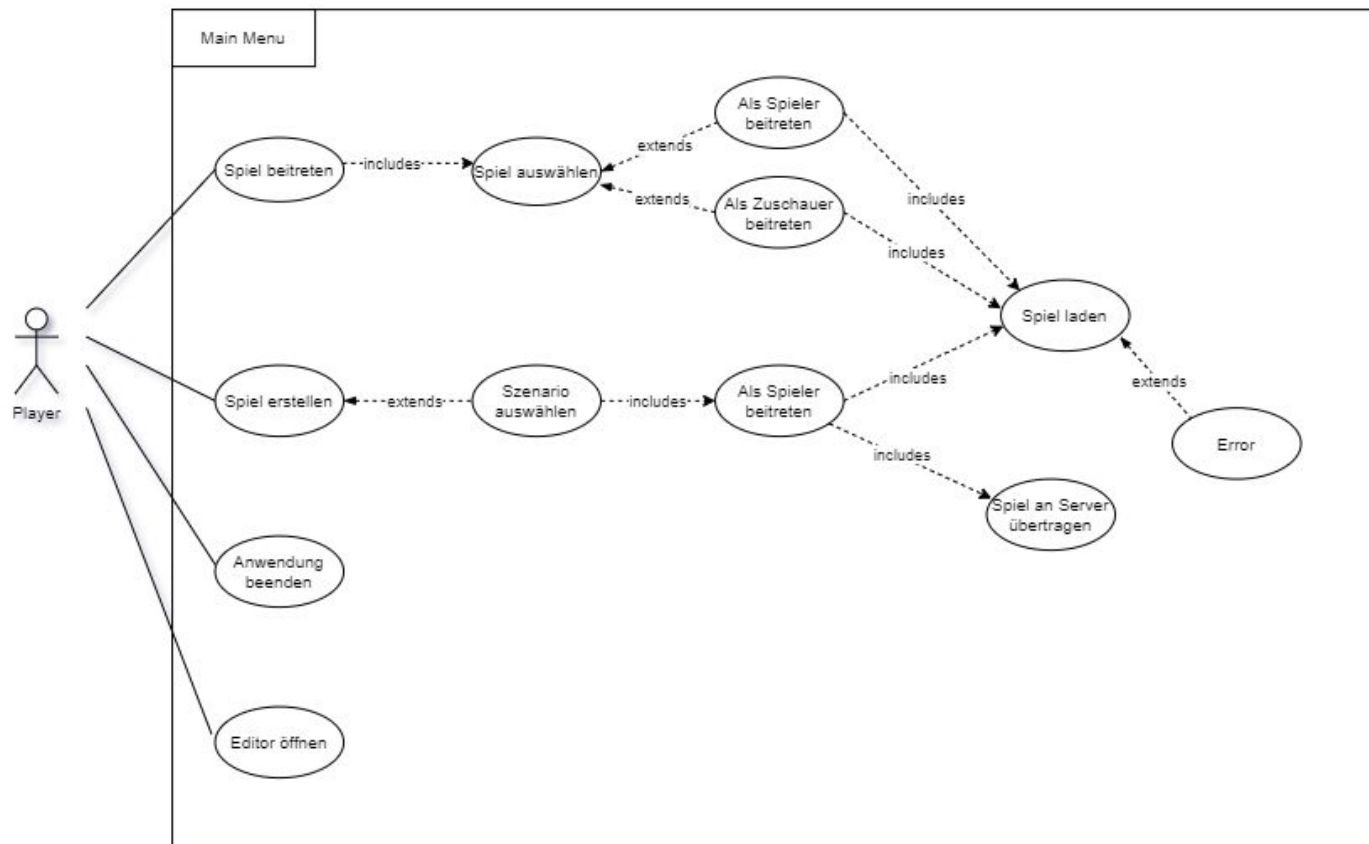 Main Menu
Als Spieler
beitreten
extends
Spiel beitreten
includes
Spiel auswählen
extends
Als Zuschauer
beitreten
includes
includes
Spiel laden
Player
Spiel erstellen
extends
Szenario
auswählen
includes
Als Spieler
beitreten
includes
extends
Error
includes
Spiel an Server
übertragen
Anwendung
beenden
Editor öffnen